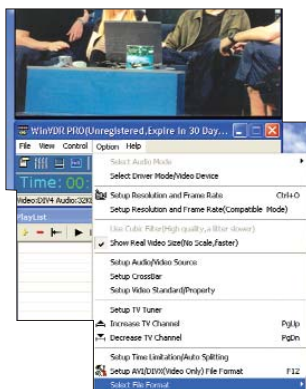 WinVDR PRO(Unregistered,Expire In 30 Day...
File View Control Option Help
Select Audio Mode
Select Driver Mode/Video Device
Time: 00:
Setup Resolution and Frame Rate Ctrl+O
Video:DIV4 Audio:32K
Setup Resolution and Frame Rate(Compatible Mode)
PlayList
Use Cubic Filter(High quality,a litter slower)
Show Real Video Size(No Scale,faster)
Setup Audio/Video Source
Setup CrossBar
Setup Video Standard/Property
Setup TV Tuner
Increase TV Channel PgUp
Decrease TV Channel PgDn
Setup Time Limitation/Auto Splitting
Setup AVI/DIVX(Video Only) File Format F12
Select File Format